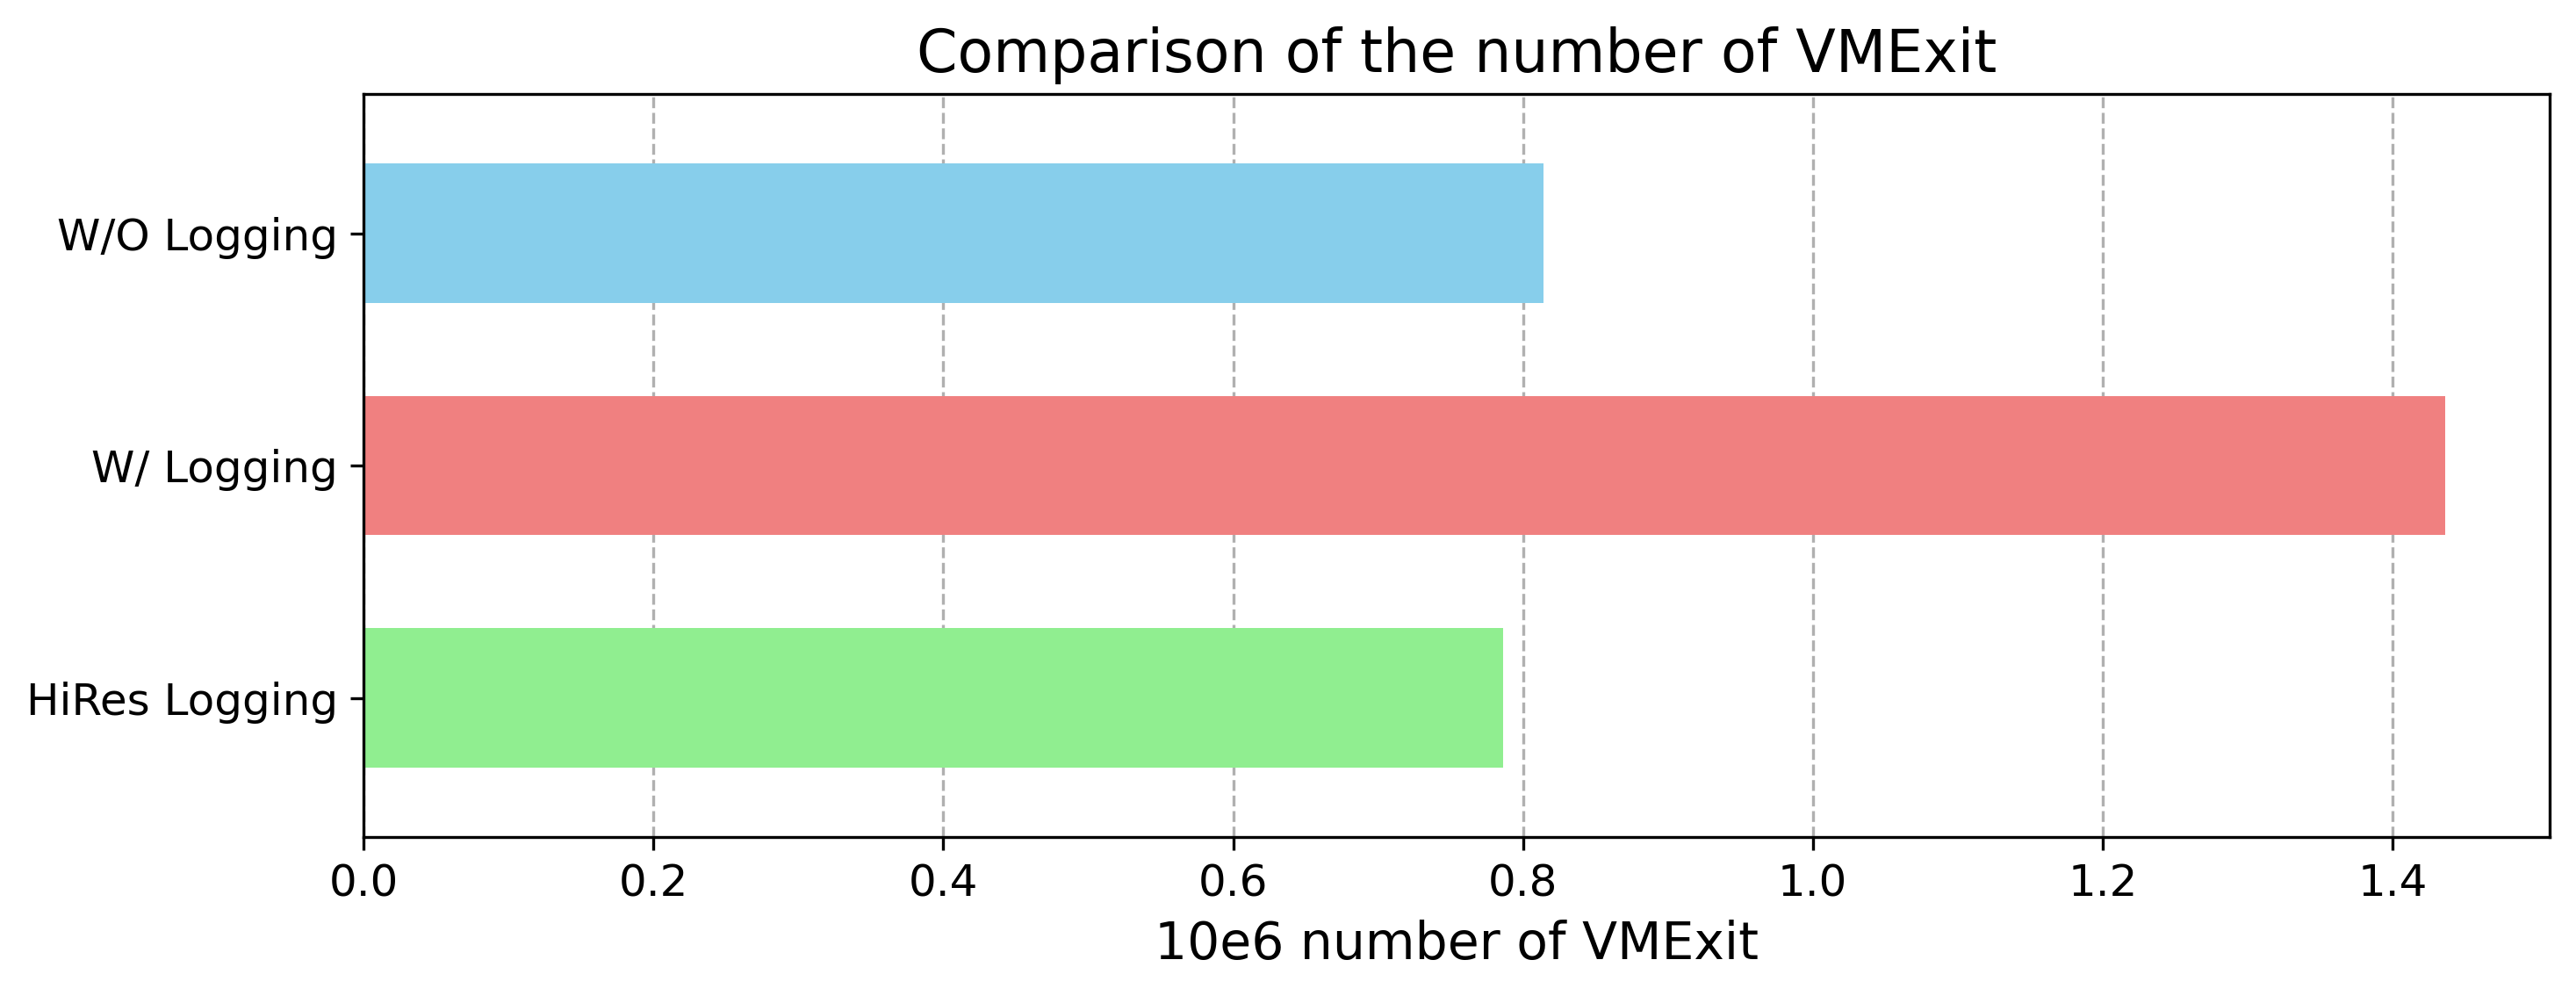 Comparison of the number of VMExit
W/O Logging
W/ Logging
HiRes Logging
0.0 0.2 0.4 0.6 0.8 1.0 1.2 1.4
10e6 number of VMExit